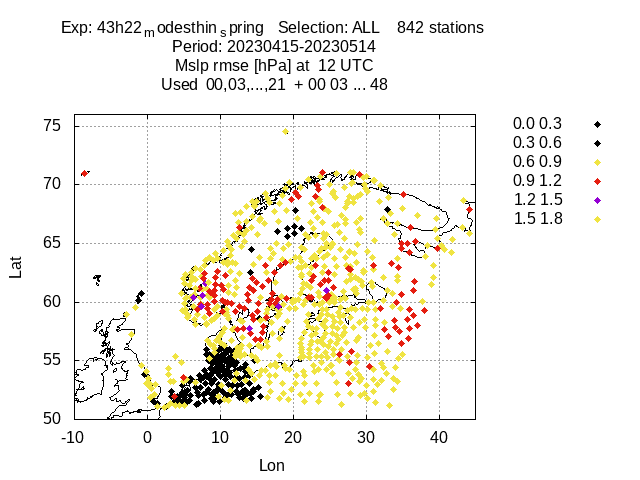 Exp: 43h22modesthinspring Selection: ALL 842 stations
Period: 20230415-20230514
Mslp rmse [hPa] at 12 UTC
Used 00,03,...,21 + 00 03 ... 48
75
70
65
60
55
50
Lat
-10 0 10 20 30 40
Lon
0.0 0.3
0.3 0.6
0.6 0.9
0.9 1.2
1.2 1.5
1.5 1.8